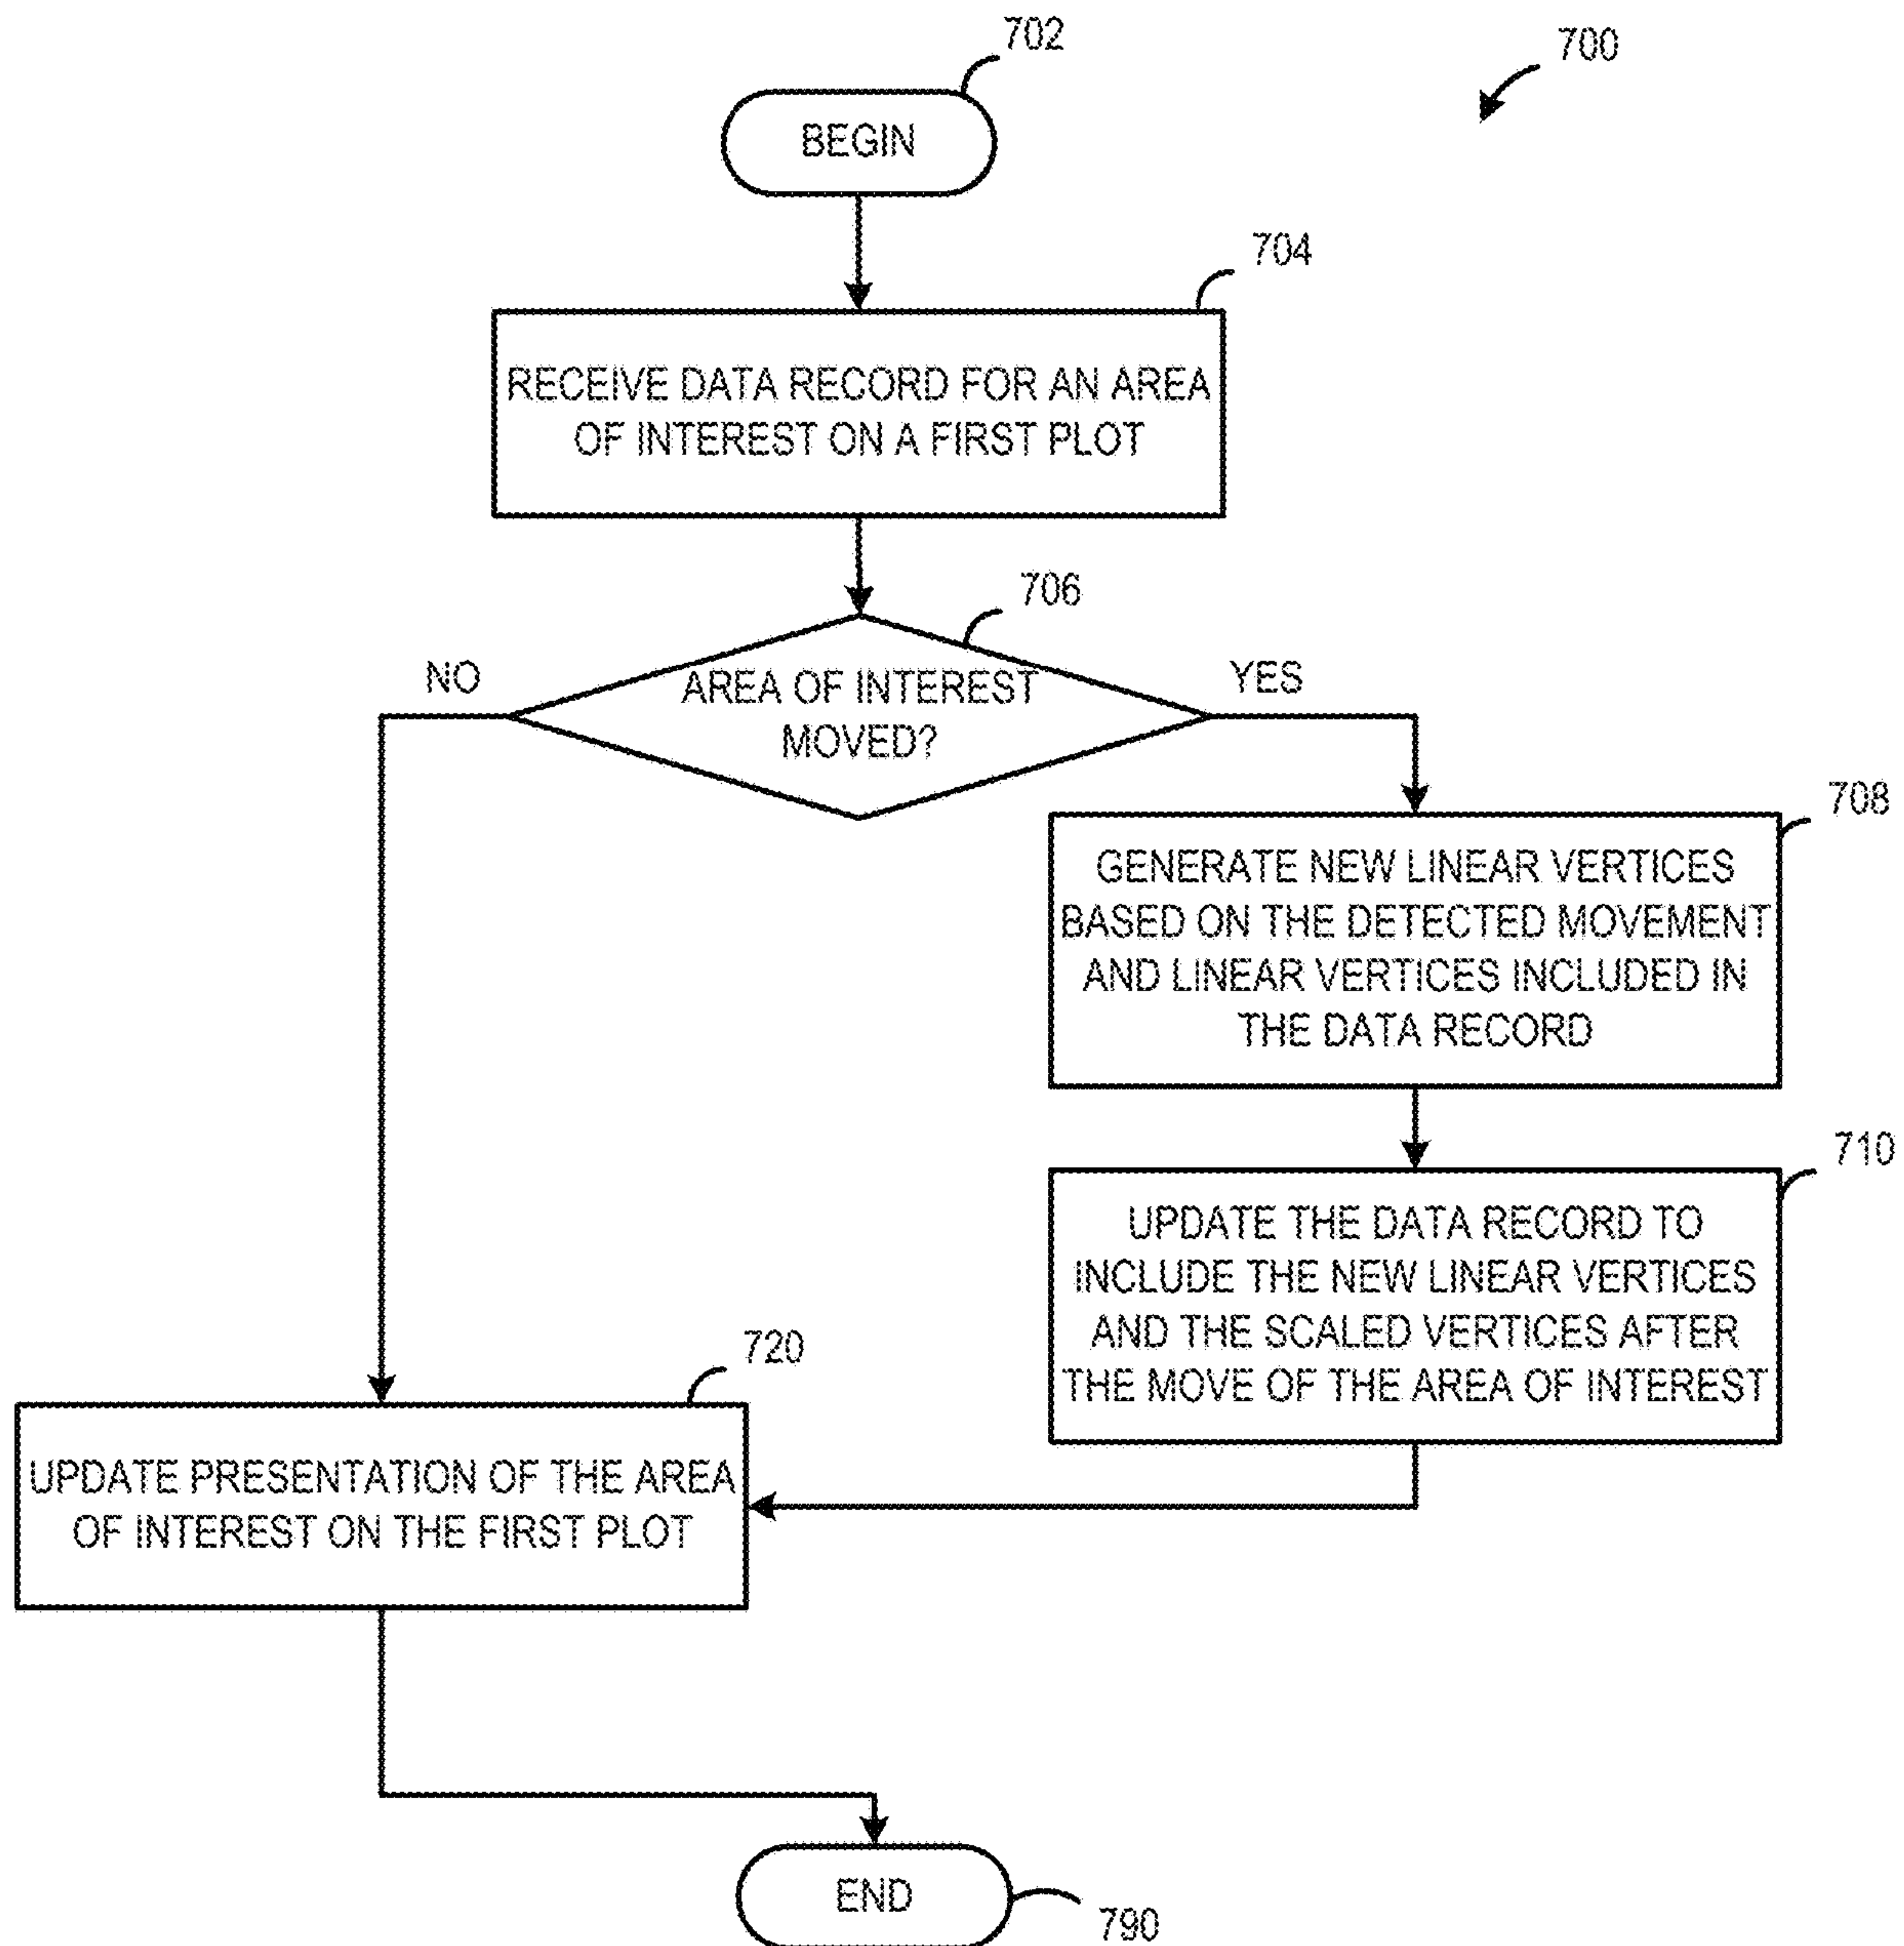 702
700
BEGIN
704
RECEIVE DATA RECORD FOR AN AREA
OF INTEREST ON A FIRST PLOT
706
NO
AREA OF INTEREST
MOVED?
YES
708
GENERATE NEW LINEAR VERTICES
BASED ON THE DETECTED MOVEMENT
AND LINEAR VERTICES INCLUDED IN
THE DATA RECORD
710
UPDATE THE DATA RECORD TO
INCLUDE THE NEW LINEAR VERTICES
AND THE SCALED VERTICES AFTER
THE MOVE OF THE AREA OF INTEREST
720
UPDATE PRESENTATION OF THE AREA
OF INTEREST ON THE FIRST PLOT
END
790